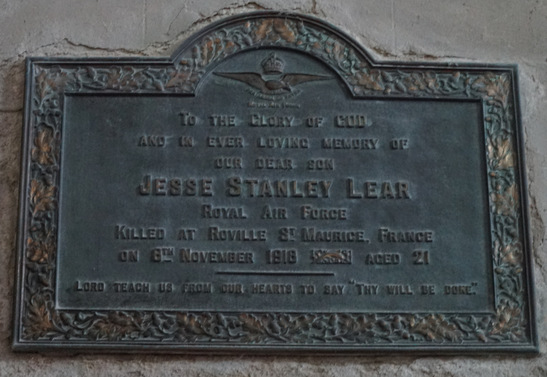 To the Glory of God
and in ever loving memory of
our dear son
Jesse Stanley Lear
Royal Air Force
Killed at Roville St Maurice, France
on 6th November 1918 aged 21
Lord teach us from our hearts to say "Thy will be done."